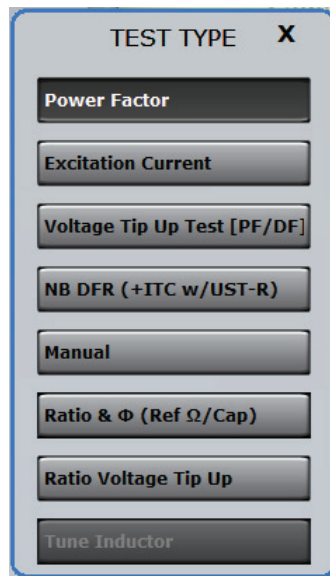 TEST TYPE X
Power Factor
Excitation Current
Voltage Tip Up Test [PF/DF]
NB DFR (+ITC w/UST-R)
Manual
Ratio & Φ (Ref Ω/Cap)
Ratio Voltage Tip Up
Tune Inductor